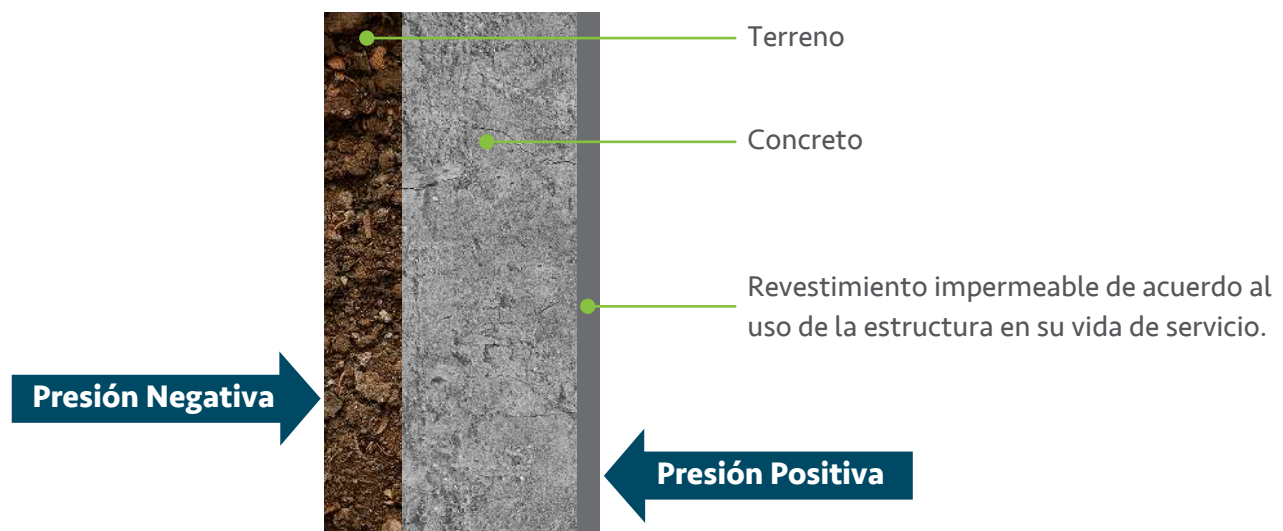 Terreno
Concreto
Revestimiento impermeable de acuerdo al
uso de la estructura en su vida de servicio.
Presión Negativa
Presión Positiva